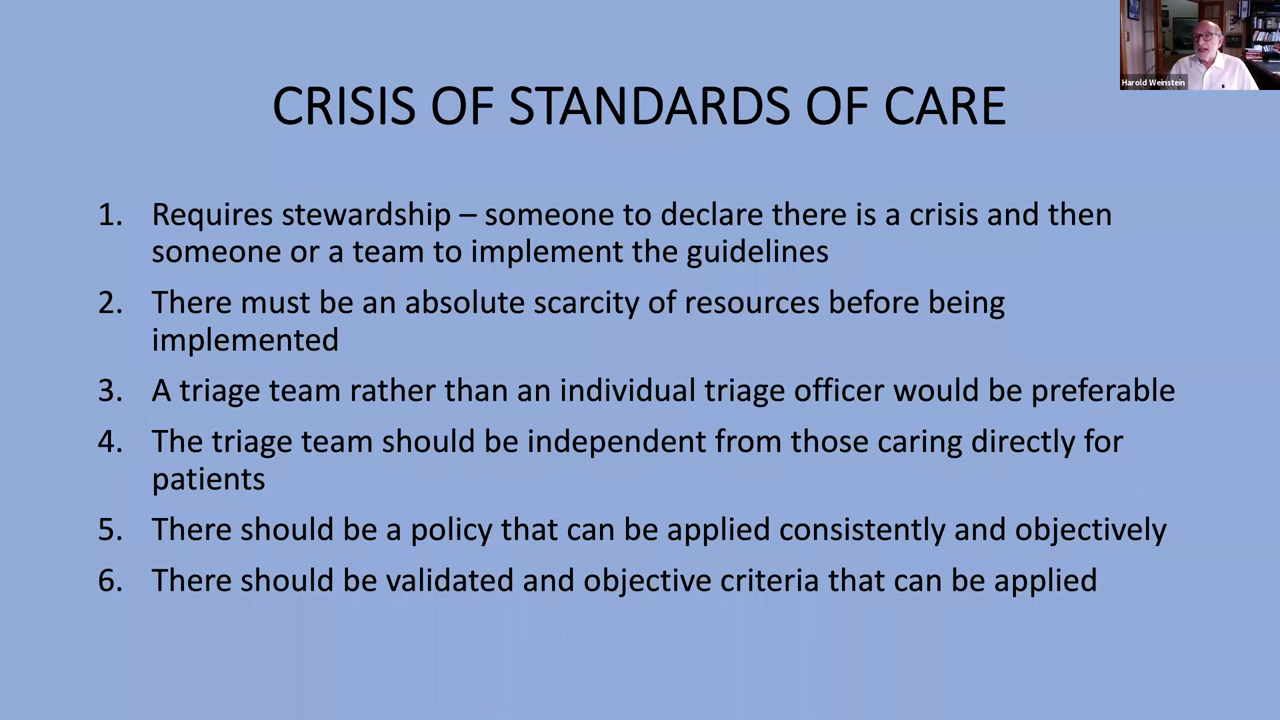 Harold Weinstein
CRISIS OF STANDARDS OF CARE
1. Requires stewardship – someone to declare there is a crisis and then
someone or a team to implement the guidelines
2. There must be an absolute scarcity of resources before being
implemented
3. A triage team rather than an individual triage officer would be preferable
4. The triage team should be independent from those caring directly for
patients
5. There should be a policy that can be applied consistently and objectively
6. There should be validated and objective criteria that can be applied